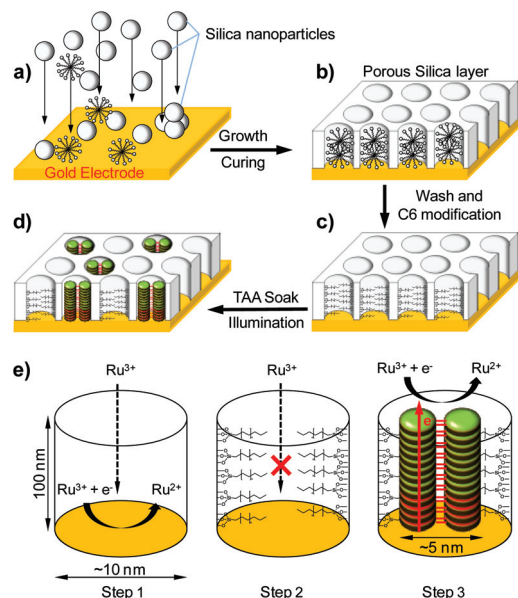 Silica nanoparticles
a)
Gold Electrode
Growth
Curing
b)
Porous Silica layer
Wash and
C6 modification
c)
d)
TAA Soak
Illumination
e)
Ru³⁺
100 nm
Ru³⁺ + e⁻ Ru²⁺
~10 nm
Step 1
Ru³⁺
Step 2
Ru³⁺ + e⁻ Ru²⁺
e⁻
~5 nm
Step 3